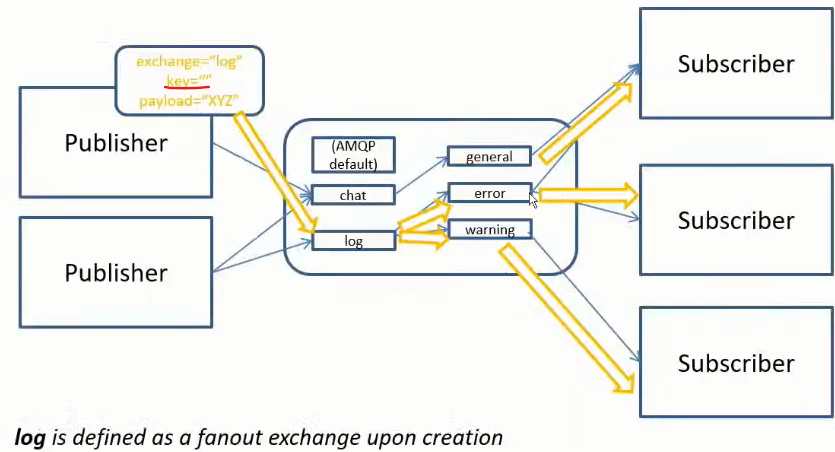 exchange="log"
key=""
payload="XYZ"
Publisher
Publisher
(AMQP
default)
chat
log
general
error
warning
Subscriber
Subscriber
Subscriber
log is defined as a fanout exchange upon creation